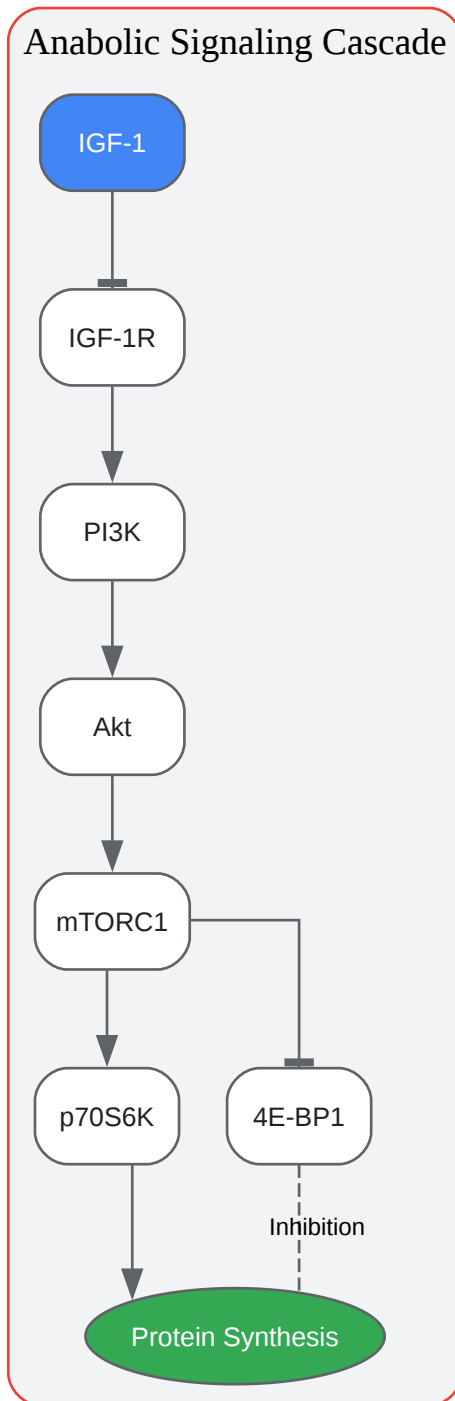 Anabolic Signaling Cascade
IGF-1
IGF-1R
PI3K
Akt
mTORC1
p70S6K
4E-BP1
Inhibition
Protein Synthesis